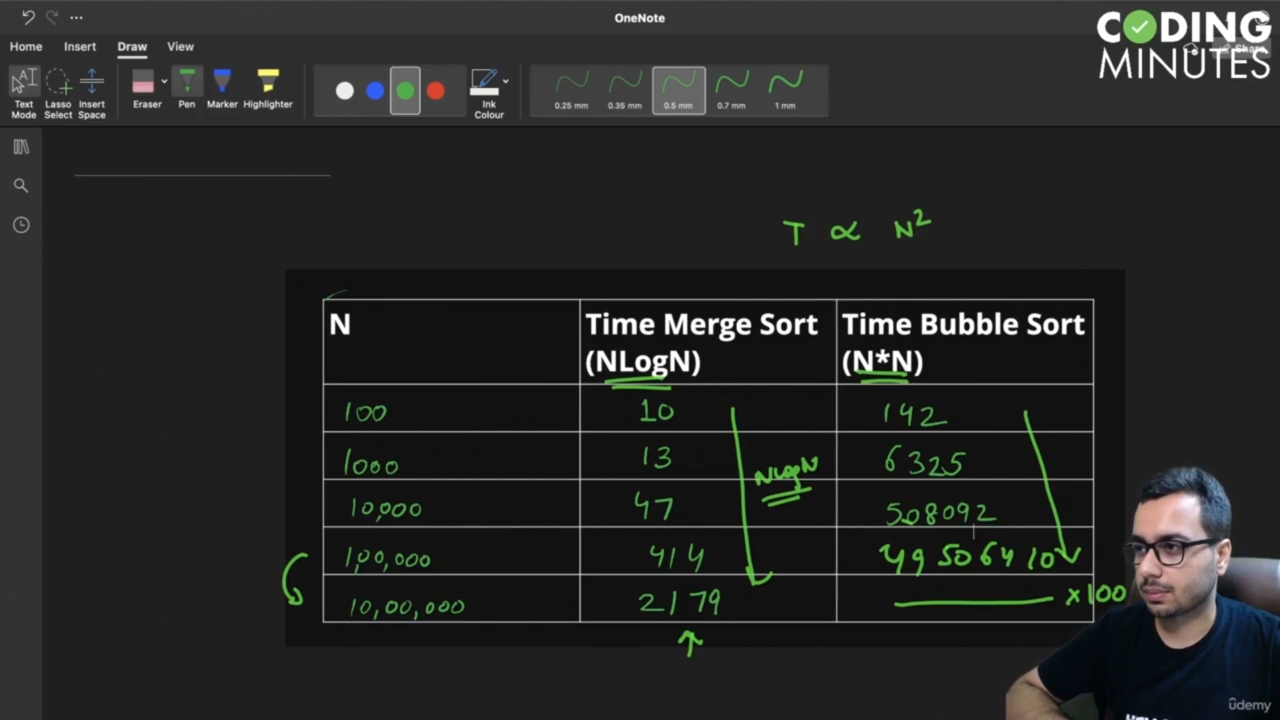 OneNote
Home Insert Draw View
CODING
MINUTES
Share
Text Mode
Lasso Select
Insert Space
Eraser
Pen
Marker
Highlighter
Ink Colour
0.25 mm
0.35 mm
0.5 mm
0.7 mm
1 mm
T ∝ N²
N Time Merge Sort (NLogN) Time Bubble Sort (N*N)
100 10 142
1000 13 6325
10,000 47 508092
1,00,000 414 49506410
10,00,000 2179 x100
NLogN
ûdemy